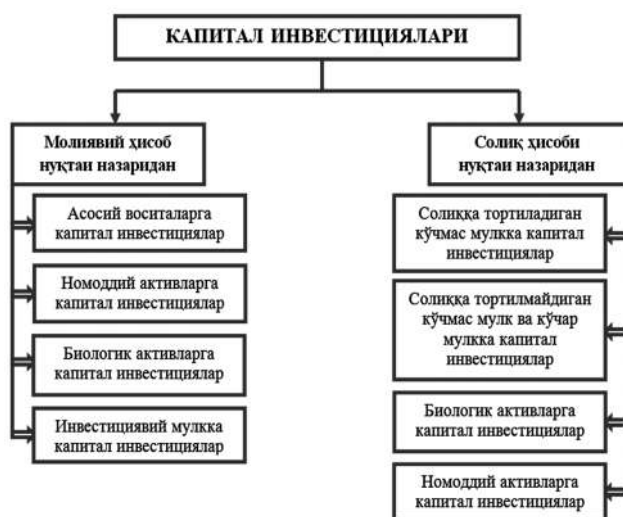 КАПИТАЛ ИНВЕСТИЦИЯЛАРИ
Молиявий ҳисоб
нуқтаи назаридан
Асосий воситаларга
капитал инвестициялар
Номоддий активларга
капитал инвестициялар
Биологик активларга
капитал инвестициялар
Инвестициявий мулкка
капитал инвестициялар
Солиқ ҳисоби
нуқтаи назаридан
Солиққа тортиладиган
кўчмас мулкка капитал
инвестициялар
Солиққа тортилмайдиган
кўчмас мулк ва кўчар
мулкка капитал
инвестициялар
Биологик активларга
капитал инвестициялар
Номоддий активларга
капитал инвестициялар